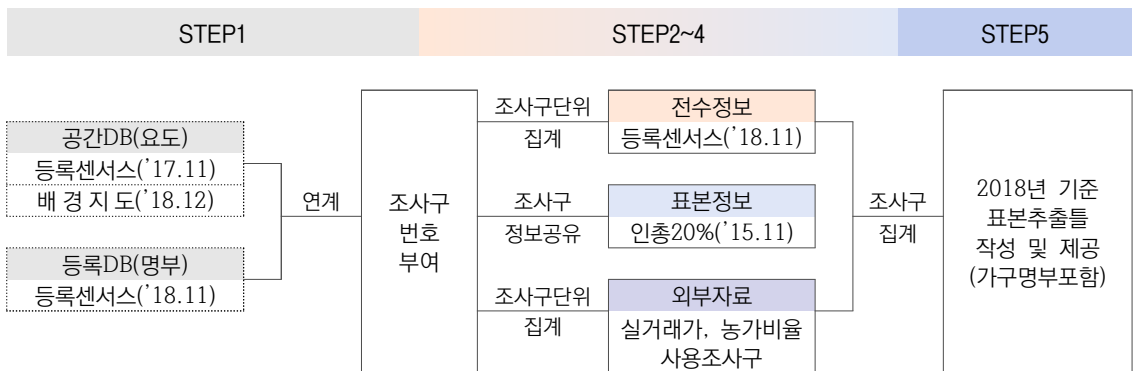 STEP1
STEP2~4
STEP5
공간DB(요도)
등록센서스('17.11)
배 경 지 도('18.12)
등록DB(명부)
등록센서스('18.11)
연계
조사구
번호
부여
조사구단위
집계
전수정보
등록센서스('18.11)
조사구
정보공유
표본정보
인총20%('15.11)
조사구단위
집계
외부자료
실거래가, 농가비율
사용조사구
조사구
집계
2018년 기준
표본추출틀
작성 및 제공
(가구명부포함)